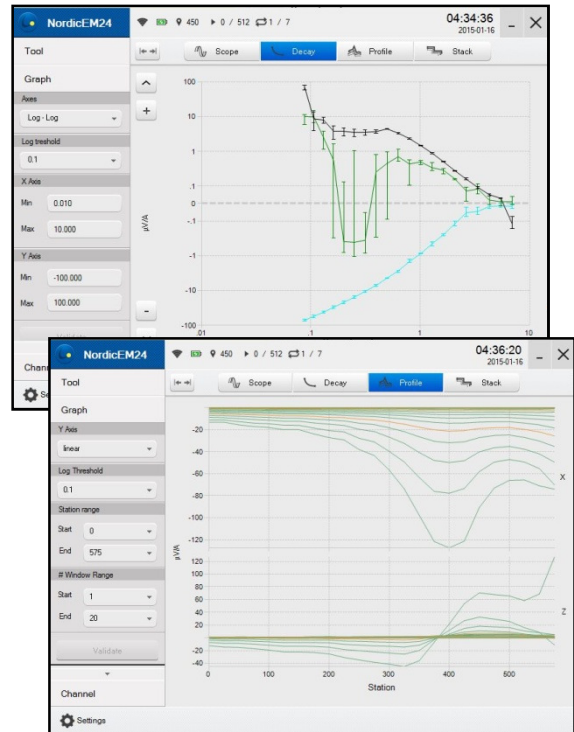 NordicEM24
450 0 / 512 1 / 7
04:34:36
2015-01-16
Tool
Scope Decay Profile Stack
Graph
Axes
Log - Log
Log treshold
0.1
X Axis
Min 0.010
Max 10.000
Y Axis
Min -100.000
Max 100.000
Chann
Se
µV/A
+
-
100
10
1
.1
0
-.1
-1
-10
-100
.01 .1 1 10
NordicEM24
450 0 / 512 1 / 7
04:36:20
2015-01-16
Tool
Scope Decay Profile Stack
Graph
Y Axis
linear
Log Threshold
0.1
Station range
Start 0
End 575
# Window Range
Start 1
End 20
Validate
Channel
Settings
µV/A
-20
-40
-60
-80
-100
-120
X
120
100
80
60
40
20
-20
-40
Z
0 100 200 300 400 500
Station